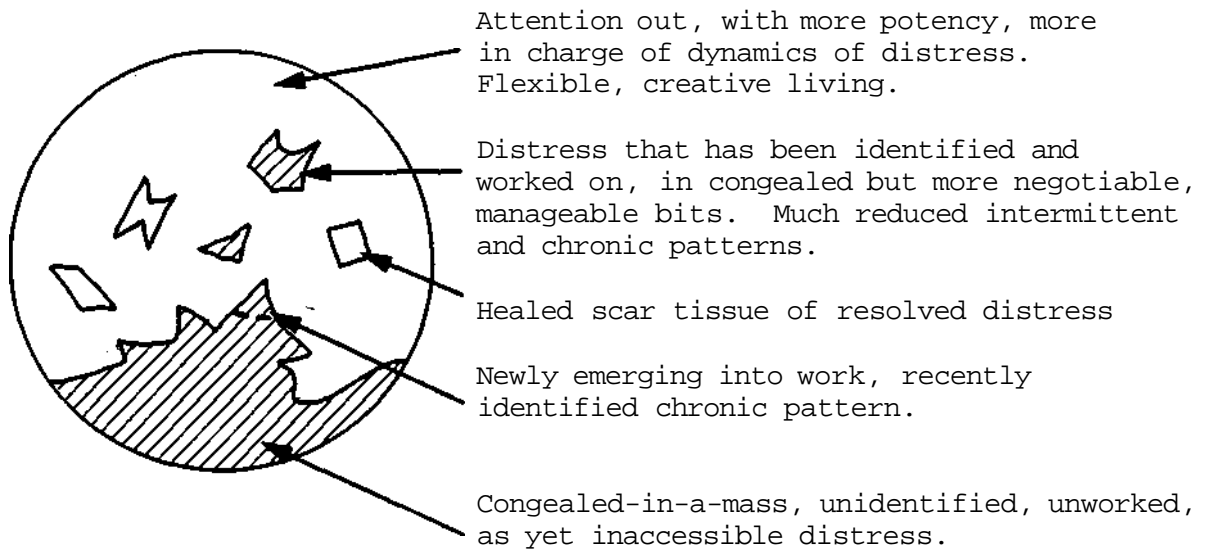 Attention out, with more potency, more
in charge of dynamics of distress.
Flexible, creative living.
Distress that has been identified and
worked on, in congealed but more negotiable,
manageable bits.  Much reduced intermittent
and chronic patterns.
Healed scar tissue of resolved distress
Newly emerging into work, recently
identified chronic pattern.
Congealed-in-a-mass, unidentified, unworked,
as yet inaccessible distress.